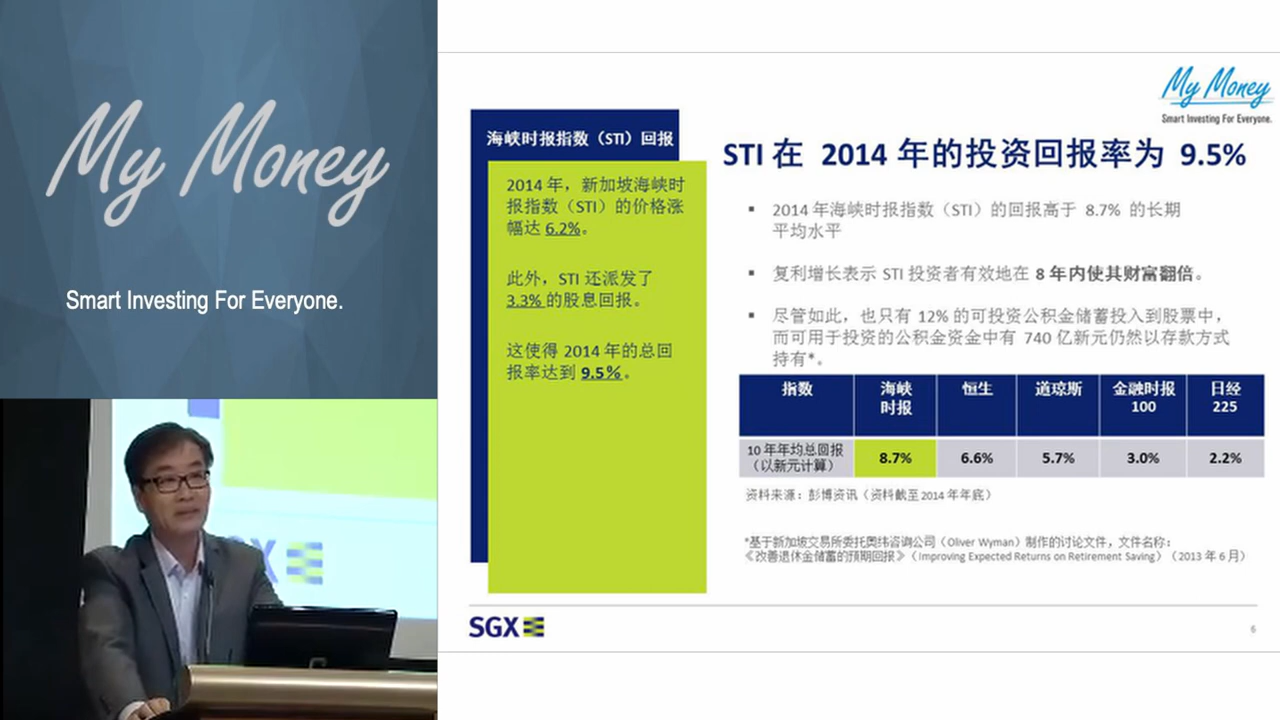 My Money
Smart Investing For Everyone.
SGX
My Money
Smart Investing For Everyone.
海峡时报指数（STI）回报
2014 年，新加坡海峡时
报指数（STI）的价格涨
幅达 6.2%。
此外，STI 还派发了
3.3% 的股息回报。
这使得 2014 年的总回
报率达到 9.5%。
STI 在 2014 年的投资回报率为 9.5%
▪ 2014 年海峡时报指数（STI）的回报高于 8.7% 的长期
平均水平
▪ 复利增长表示 STI 投资者有效地在 8 年内使其财富翻倍。
▪ 尽管如此，也只有 12% 的可投资公积金储蓄投入到股票中，
而可用于投资的公积金资金中有 740 亿新元仍然以存款方式
持有*。
指数 海峡时报 恒生 道琼斯 金融时报 100 日经 225
10 年年均总回报（以新元计算） 8.7% 6.6% 5.7% 3.0% 2.2%
资料来源：彭博资讯（资料截至 2014 年年底）
*基于新加坡交易所委托奥纬咨询公司（Oliver Wyman）制作的讨论文件，文件名称：
《改善退休金储蓄的预期回报》（Improving Expected Returns on Retirement Saving）（2013 年 6 月）
SGX
6